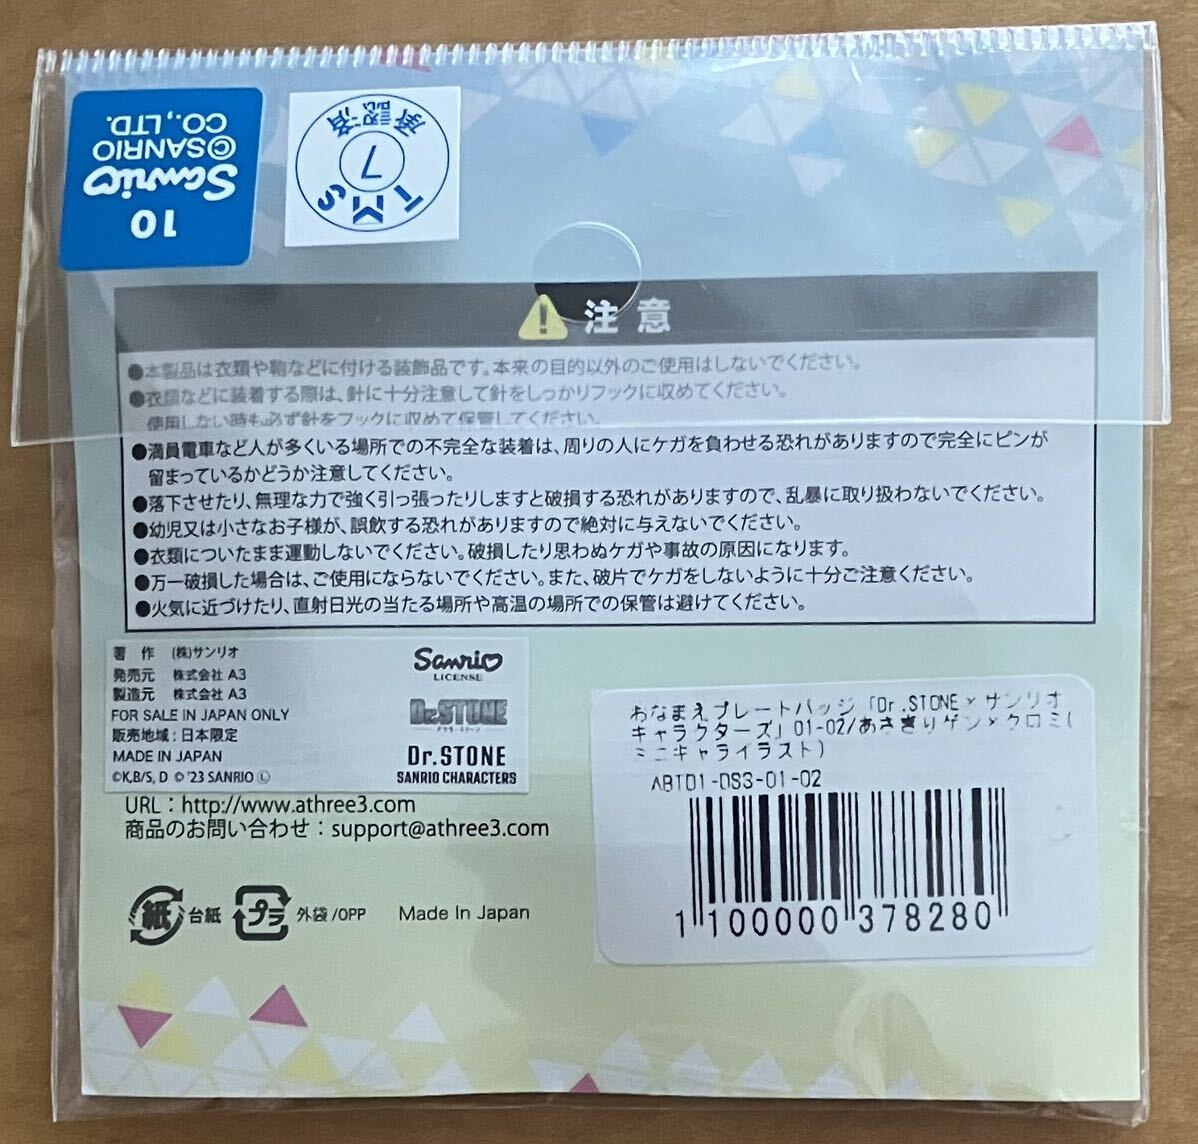 10
Sanrio
©SANRIO
CO.,LTD.
TMS
7
承認済
注意
●本製品は衣類や鞄などに付ける装飾品です。本来の目的以外のご使用はしないでください。
●衣類などに装着する際は、針に十分注意して針をしっかりフックに収めてください。
使用しない時も必ず針をフックに収めて保管してください。
●満員電車など人が多くいる場所での不完全な装着は、周りの人にケガを負わせる恐れがありますので完全にピンが
留まっているかどうか注意してください。
●落下させたり、無理な力で強く引っ張ったりしますと破損する恐れがありますので、乱暴に取り扱わないでください。
●幼児又は小さなお子様が、誤飲する恐れがありますので絶対に与えないでください。
●衣類についたまま運動しないでください。破損したり思わぬケガや事故の原因になります。
●万一破損した場合は、ご使用にならないでください。また、破片でケガをしないように十分ご注意ください。
●火気に近づけたり、直射日光の当たる場所や高温の場所での保管は避けてください。
著 作 (株)サンリオ
発売元 株式会社 A3
製造元 株式会社 A3
FOR SALE IN JAPAN ONLY
販売地域：日本限定
MADE IN JAPAN
©K,B/S, D © '23 SANRIO Ⓛ
Sanrio
LICENSE
Dr.STONE
ドクターストーン
Dr.STONE
SANRIO CHARACTERS
URL：http://www.athree3.com
商品のお問い合わせ：support@athree3.com
紙 台紙 プラ 外袋/OPP Made In Japan
おなまえプレートバッジ「Dr.STONE×サンリオ
キャラクターズ」01-02/あさぎりゲン×クロミ(
ミニキャライラスト)
ABT01-DS3-01-02
1 100000 378280